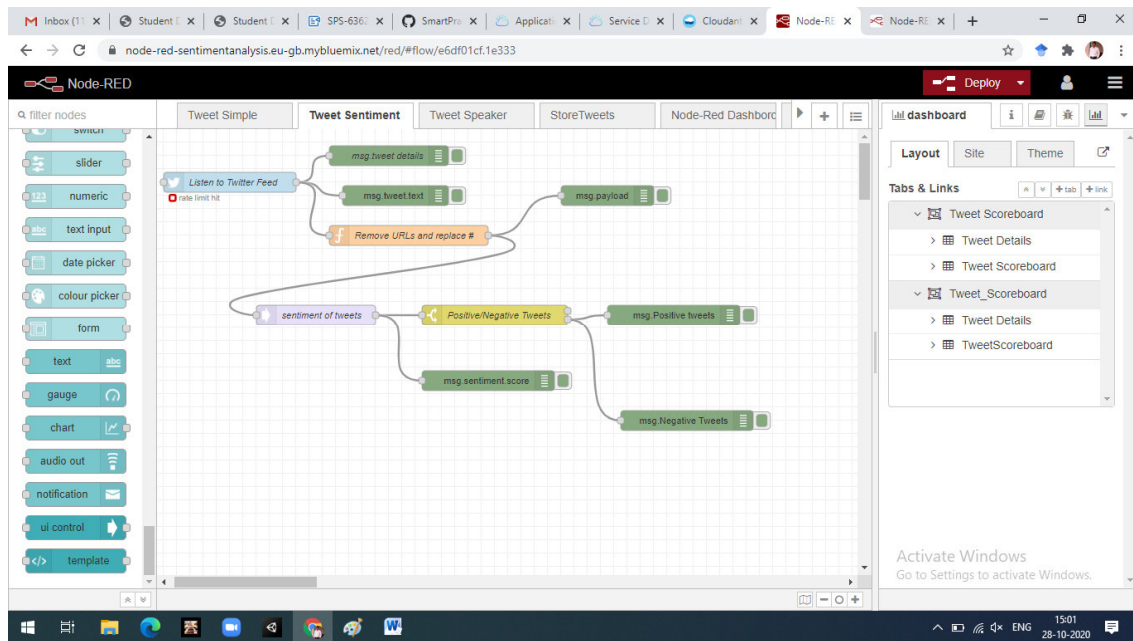 Inbox (11
Student D
Student D
SPS-6362
SmartPra
Applicati
Service D
Cloudant
Node-RE
Node-RE
node-red-sentimentanalysis.eu-gb.mybluemix.net/red/#flow/e6df01cf.1e333
Node-RED
Deploy
filter nodes
Tweet Simple
Tweet Sentiment
Tweet Speaker
StoreTweets
Node-Red Dashbord
dashboard
switch
slider
123 numeric
abc text input
date picker
colour picker
form
text abc
gauge
chart
audio out
notification
ui control
</> template
msg.tweet details
Listen to Twitter Feed
rate limit hit
msg.tweet.text
msg.payload
Remove URLs and replace #
sentiment of tweets
Positive/Negative Tweets
msg.Positive tweets
msg.sentiment.score
msg.Negative Tweets
Layout
Site
Theme
Tabs & Links
+ tab
+ link
Tweet Scoreboard
Tweet Details
Tweet Scoreboard
Tweet_Scoreboard
Tweet Details
TweetScoreboard
Activate Windows
Go to Settings to activate Windows.
ENG
15:01
28-10-2020